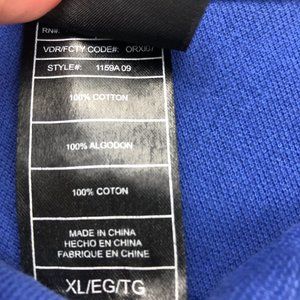 RN#:
VDR/FCTY CODE#: ORX007
STYLE#: 1159A 09
100% COTTON
100% ALGODON
100% COTON
MADE IN CHINA
HECHO EN CHINA
FABRIQUE EN CHINE
XL/EG/TG